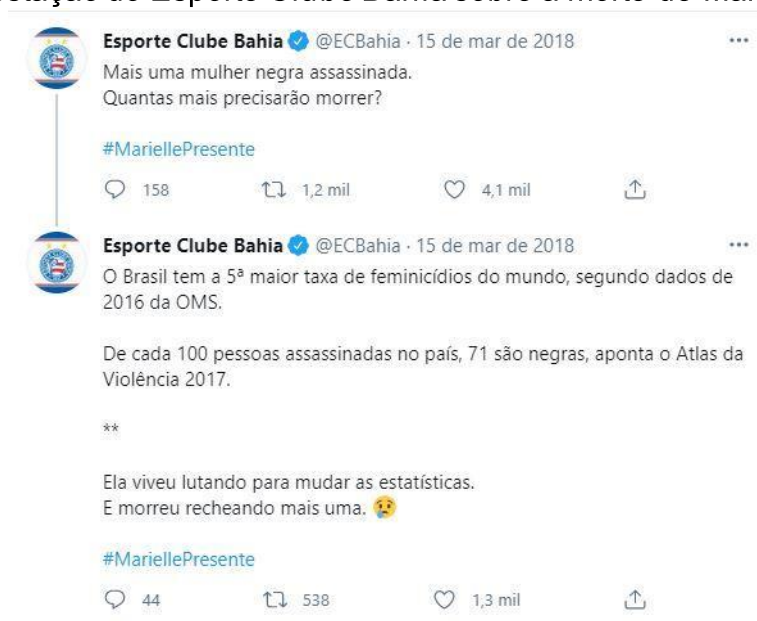 Esporte Clube Bahia @ECBahia · 15 de mar de 2018
Mais uma mulher negra assassinada.
Quantas mais precisarão morrer?
#MariellePresente
158 1,2 mil 4,1 mil
Esporte Clube Bahia @ECBahia · 15 de mar de 2018
O Brasil tem a 5ª maior taxa de feminicídios do mundo, segundo dados de
2016 da OMS.
De cada 100 pessoas assassinadas no país, 71 são negras, aponta o Atlas da
Violência 2017.
**
Ela viveu lutando para mudar as estatísticas.
E morreu recheando mais uma. 😢
#MariellePresente
44 538 1,3 mil